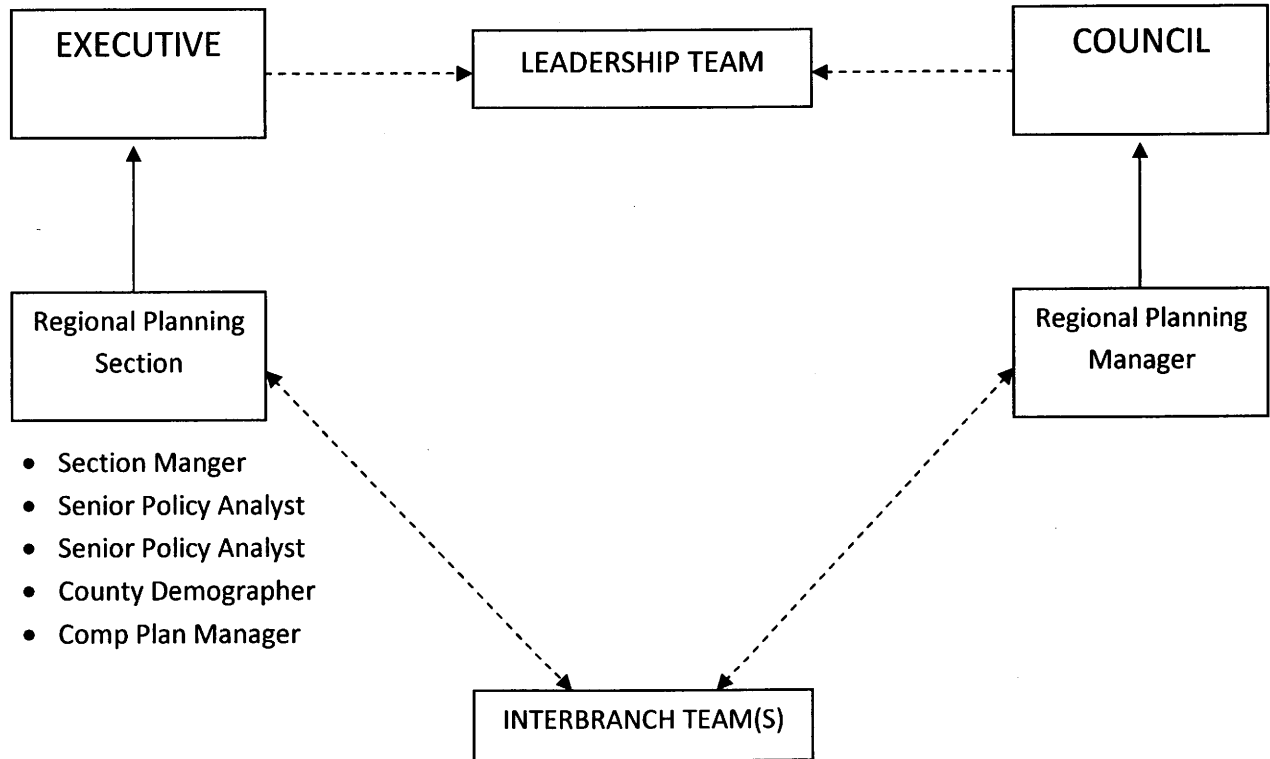 EXECUTIVE
LEADERSHIP TEAM
COUNCIL
Regional Planning
Section
Regional Planning
Manager
• Section Manger
• Senior Policy Analyst
• Senior Policy Analyst
• County Demographer
• Comp Plan Manager
INTERBRANCH TEAM(S)